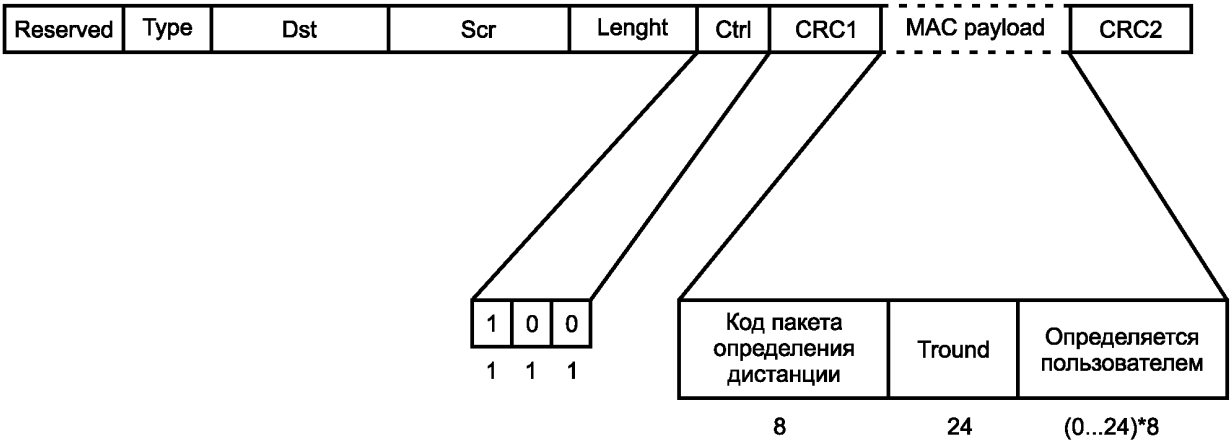 Reserved Type Dst Scr Lenght Ctrl CRC1 MAC payload CRC2
1 0 0
1 1 1
Код пакета
определения
дистанции
Tround
Определяется
пользователем
8 24 (0...24)*8